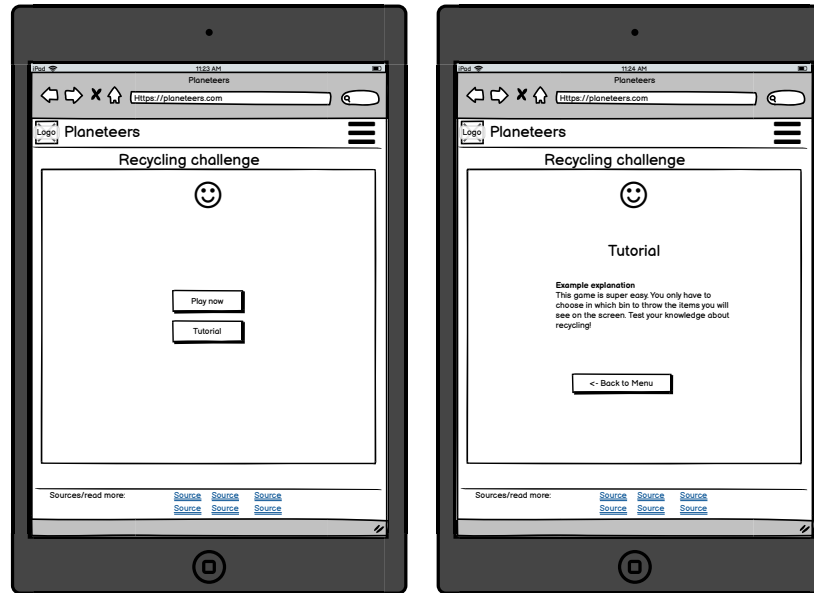 iPad 11:23 AM
Planeteers
Https://planeteers.com
Logo Planeteers
Recycling challenge
Play now
Tutorial
Sources/read more: Source Source Source
Source Source Source
iPad 11:24 AM
Planeteers
Https://planeteers.com
Logo Planeteers
Recycling challenge
Tutorial
Example explanation
This game is super easy. You only have to
choose in which bin to throw the items you will
see on the screen. Test your knowledge about
recycling!
<- Back to Menu
Sources/read more: Source Source Source
Source Source Source